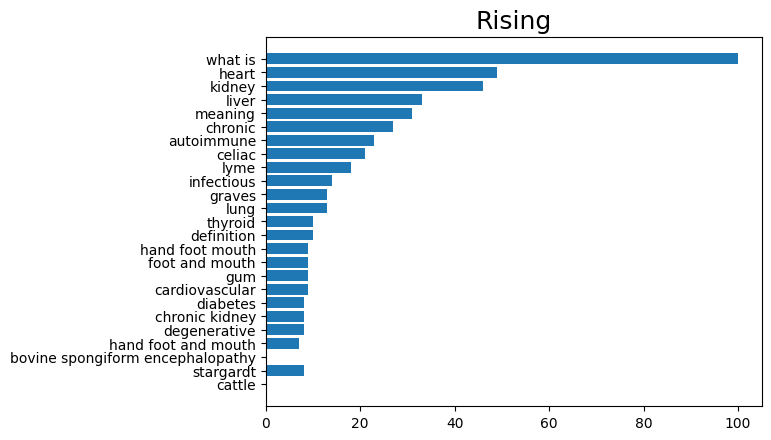 Rising
what is
heart
kidney
liver
meaning
chronic
autoimmune
celiac
lyme
infectious
graves
lung
thyroid
definition
hand foot mouth
foot and mouth
gum
cardiovascular
diabetes
chronic kidney
degenerative
hand foot and mouth
bovine spongiform encephalopathy
stargardt
cattle
0 20 40 60 80 100